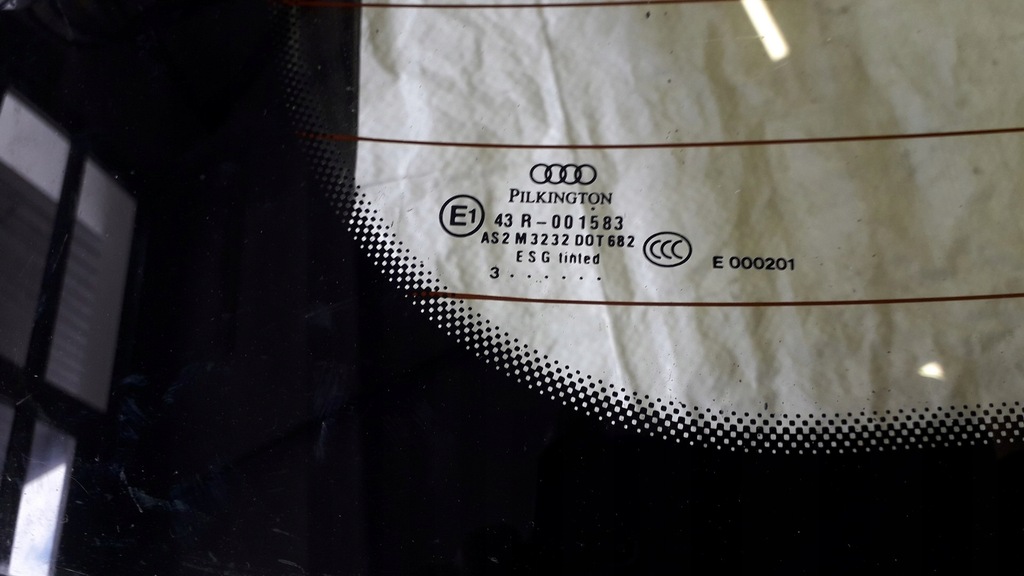 PILKINGTON
E1
43 R-001583
AS2 M3232 DOT682
CCC
E 000201
ESG tinted
3 . . . . . .